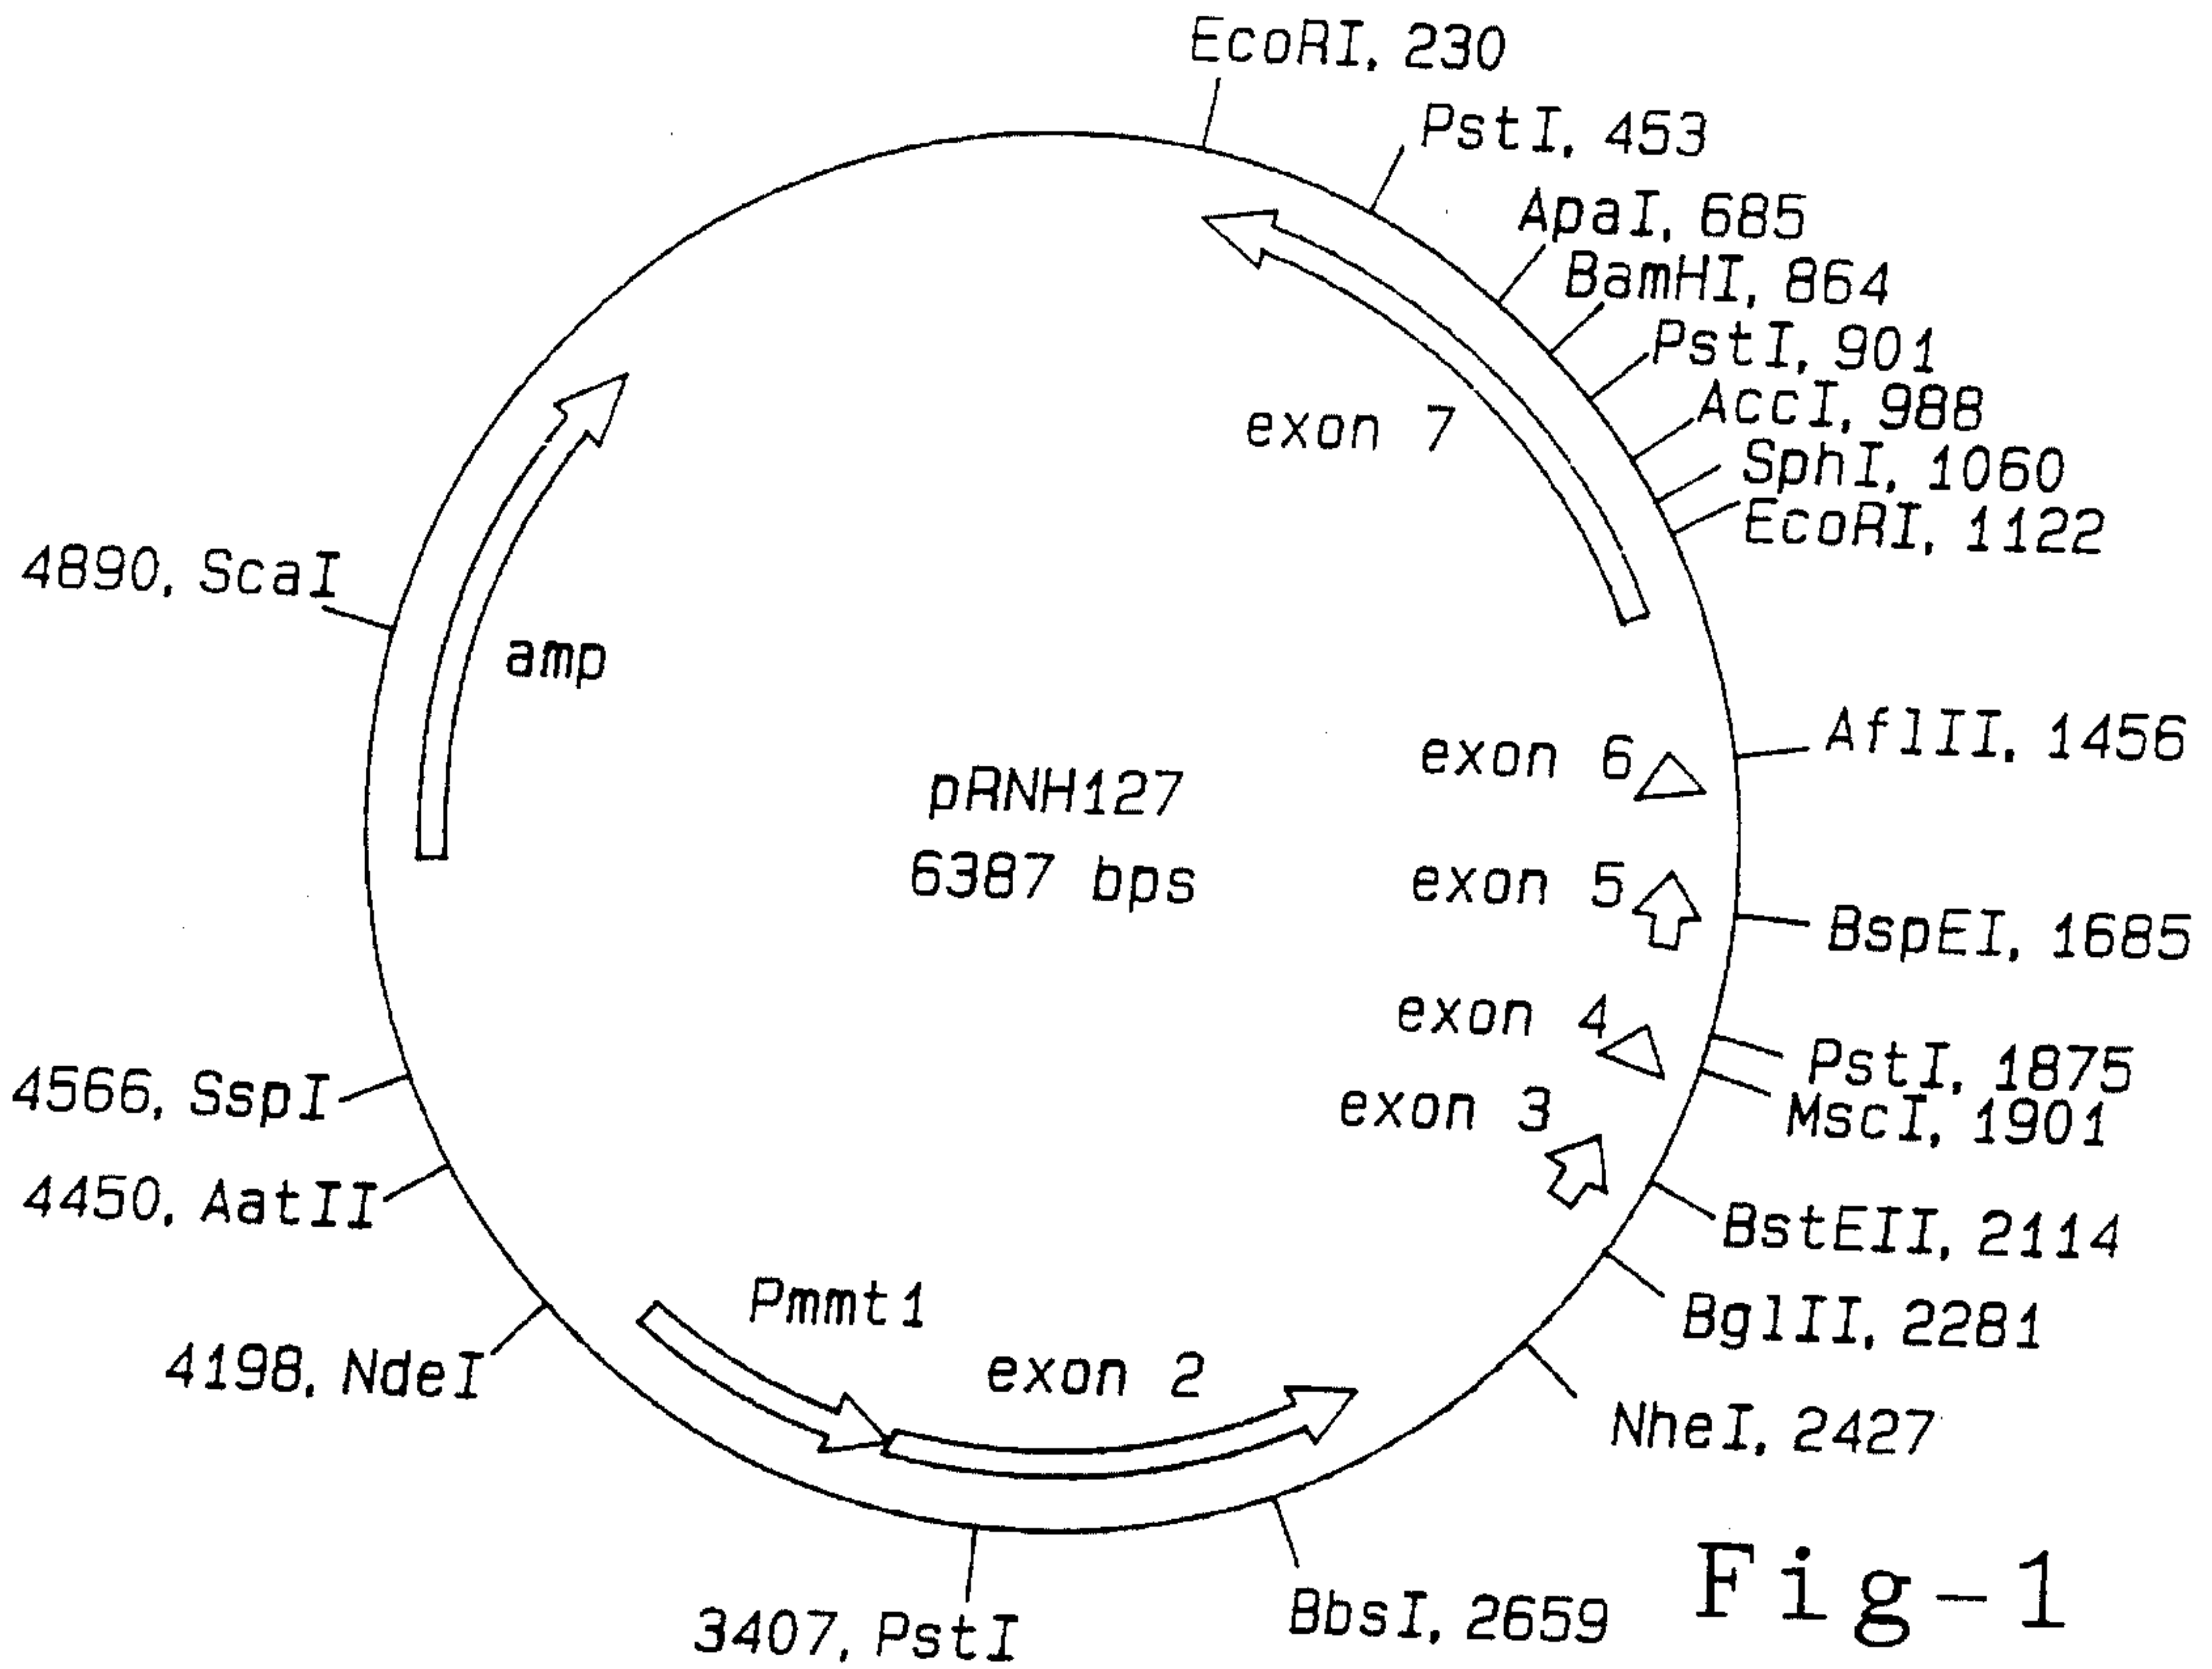 EcoRI, 230
PstI, 453
ApaI, 685
BamHI, 864
PstI, 901
AccI, 988
SphI, 1060
EcoRI, 1122
exon 7
4890, ScaI
amp
AflII, 1456
exon 6
pRNH127
6387 bps
exon 5
BspEI, 1685
exon 4
PstI, 1875
MscI, 1901
exon 3
4566, SspI
4450, AatII
BstEII, 2114
BglII, 2281
Pmmt1
exon 2
4198, NdeI
NheI, 2427
BbsI, 2659
3407, PstI
Fig-1